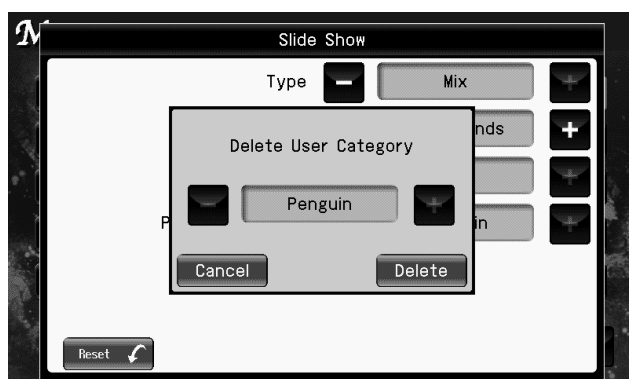 M
Slide Show
Type
Mix
nds
Delete User Category
Penguin
P
in
Cancel
Delete
Reset